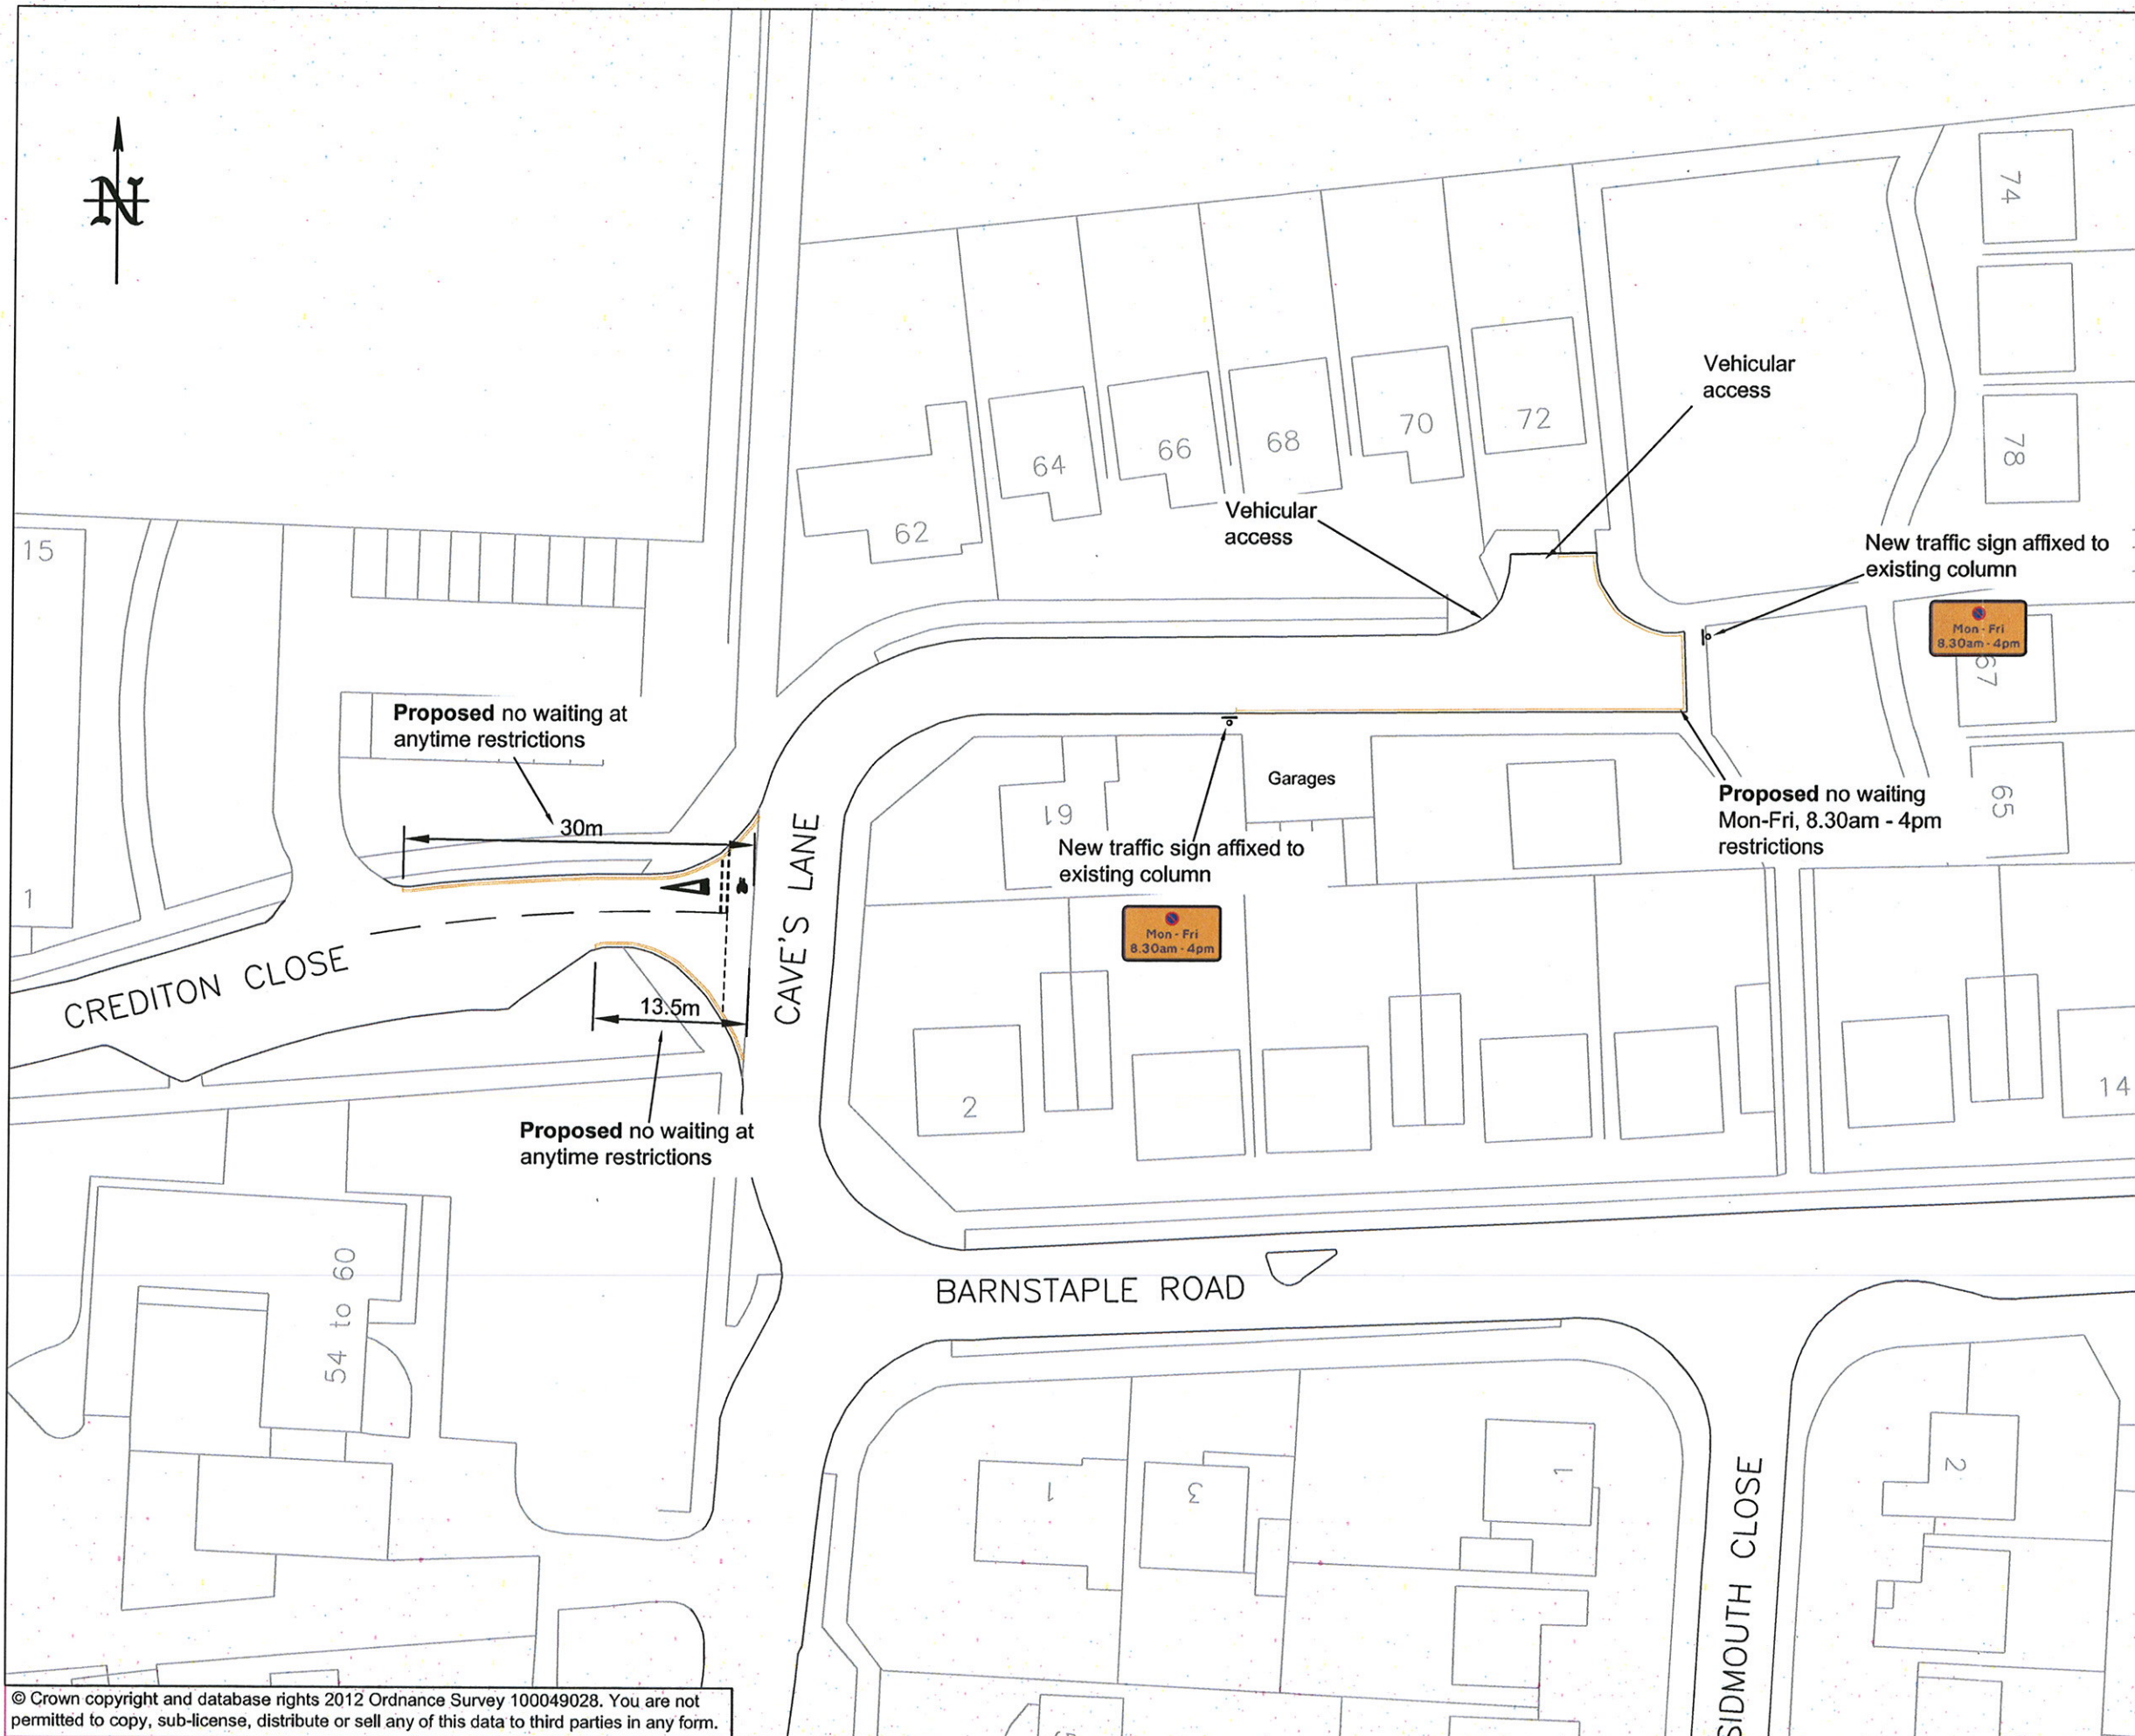 N
74
Vehicular
access
70
72
68
66
64
62
78
Vehicular
access
15
New traffic sign affixed to
existing column
Mon - Fri
8.30am - 4pm
67
Proposed no waiting at
anytime restrictions
Garages
61
65
Proposed no waiting
Mon-Fri, 8.30am - 4pm
restrictions
30m
New traffic sign affixed to
existing column
1
CAVE'S LANE
Mon - Fri
8.30am - 4pm
CREDITON CLOSE
13.5m
2
14
Proposed no waiting at
anytime restrictions
54 to 60
BARNSTAPLE ROAD
1
3
1
2
SIDMOUTH CLOSE
© Crown copyright and database rights 2012 Ordnance Survey 100049028. You are not
permitted to copy, sub-license, distribute or sell any of this data to third parties in any form.